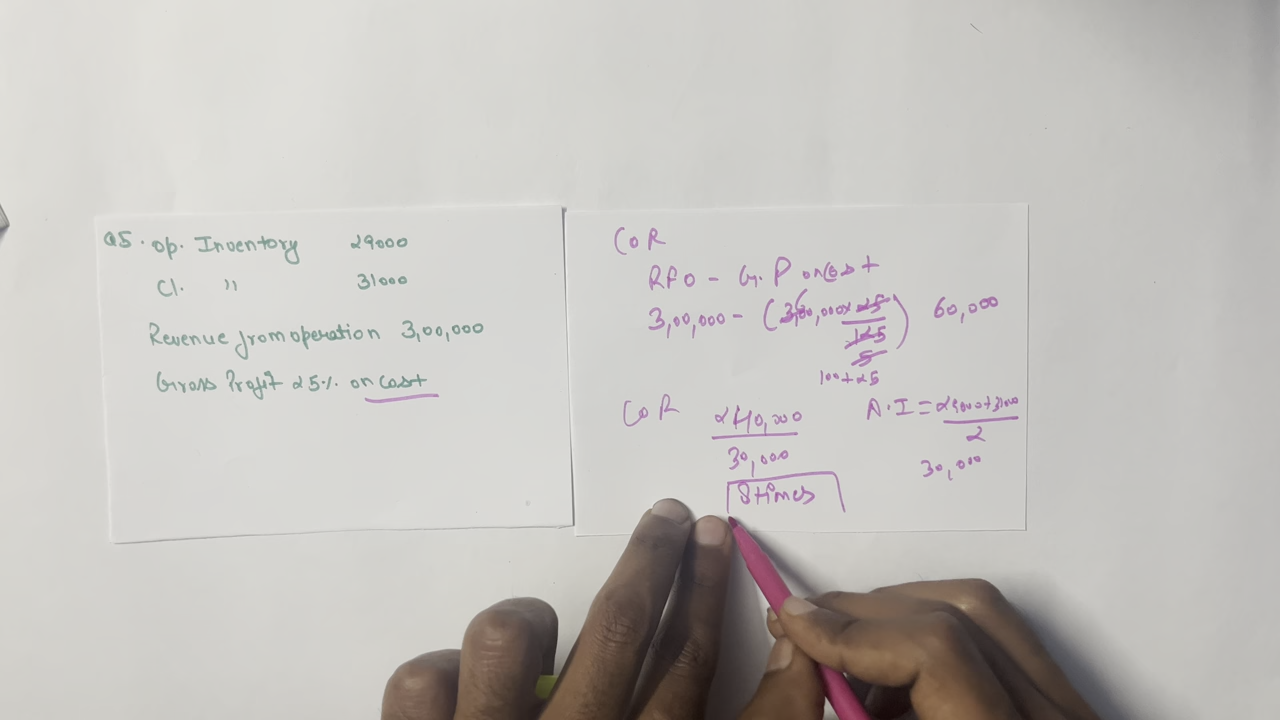 Q5. op. Inventory 29000
Cl. " 31000
Revenue from operation 3,00,000
Gross Profit 25% on cost
CoR
RFO - G.P on Cost
3,00,000 - (3,00,000 x 25) 60,000
125
5
100+25
CoR 240,000 A.I = 29000+31000
30,000 2
8 times 30,000